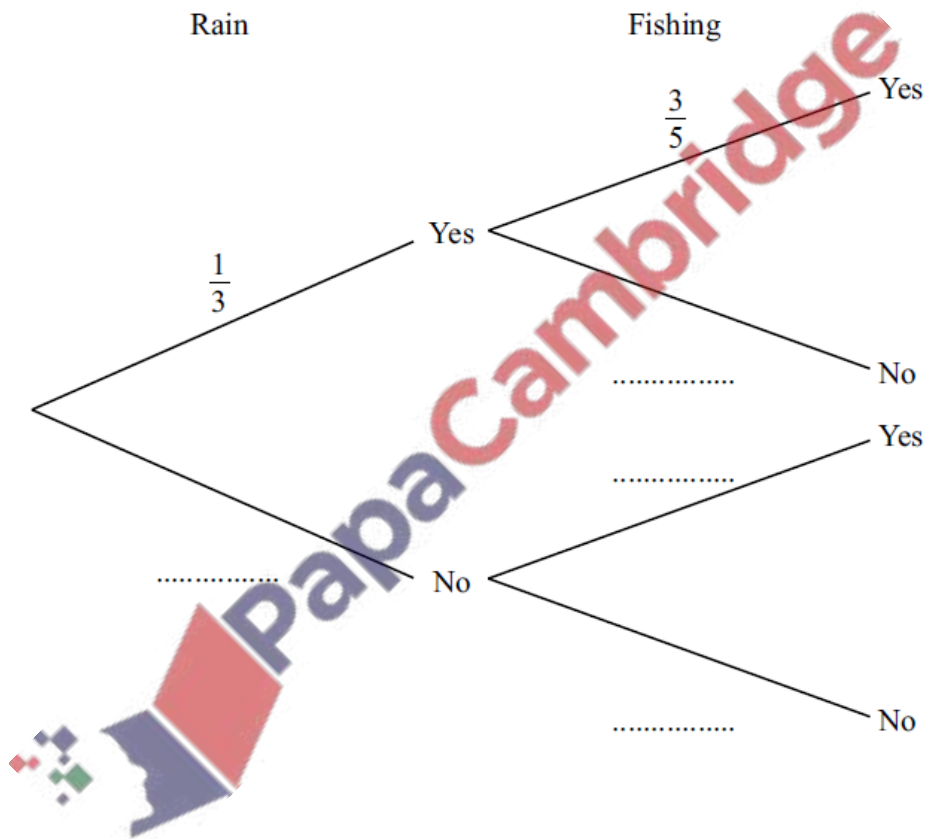 Rain Fishing
Yes
3/5
Yes
1/3
...............
No
Yes
...............
...............
No
...............
No
PapaCambridge